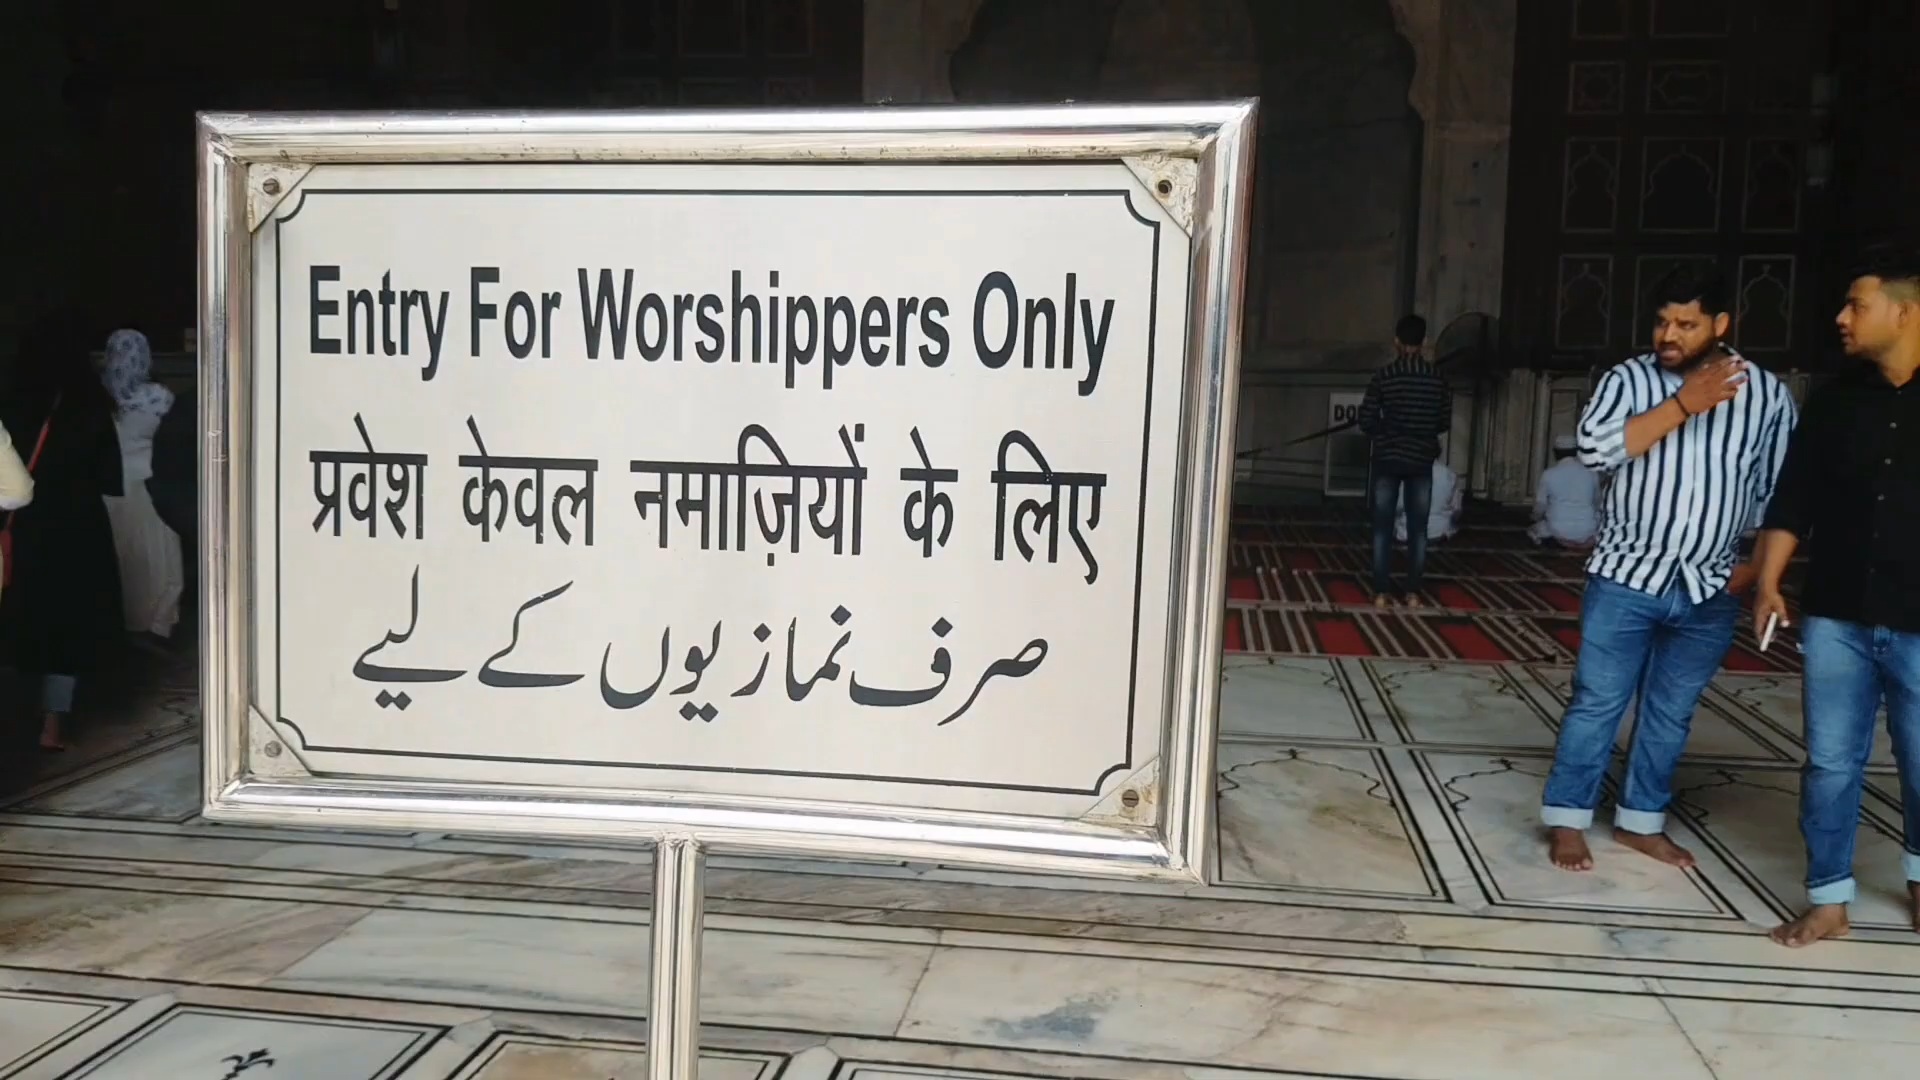 Entry For Worshippers Only
प्रवेश केवल नमाज़ियों के लिए
صرف نمازیوں کے لیے